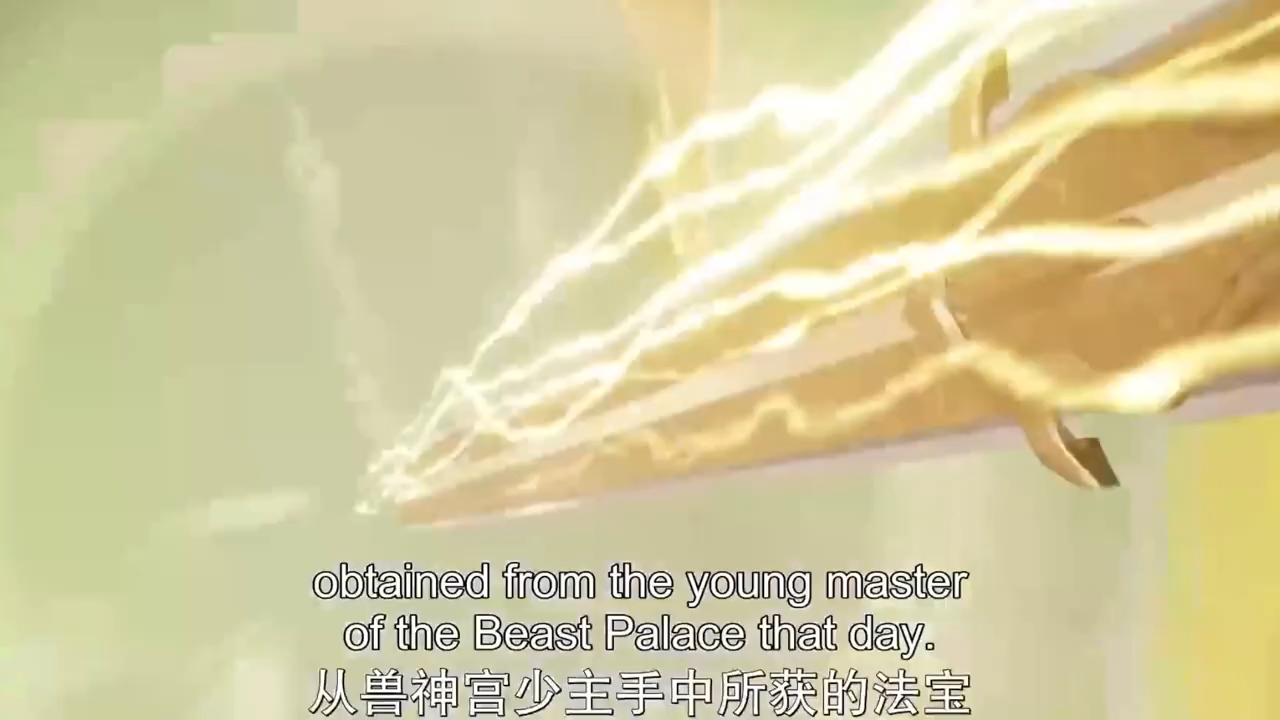 obtained from the young master
of the Beast Palace that day.
从兽神宫少主手中所获的法宝